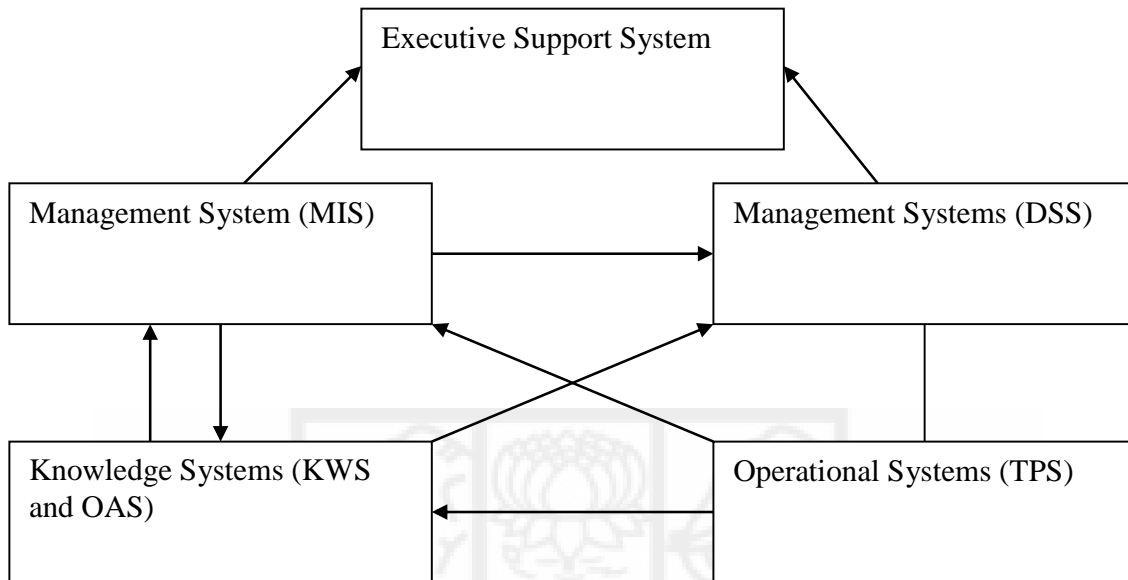 Executive Support System
Management System (MIS)
Management Systems (DSS)
Knowledge Systems (KWS
and OAS)
Operational Systems (TPS)